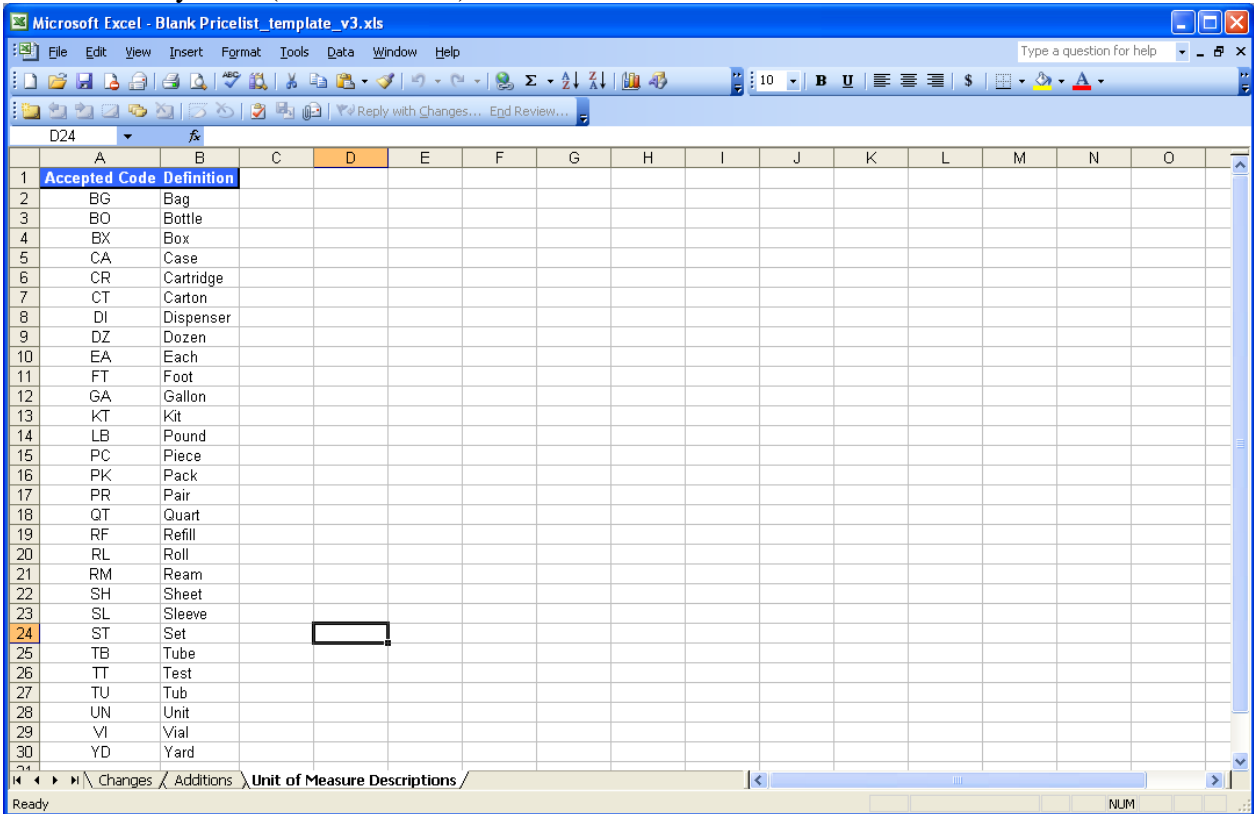 Microsoft Excel - Blank Pricelist_template_v3.xls
File Edit View Insert Format Tools Data Window Help Type a question for help
ABC Σ 10 B U $ A
Reply with Changes... End Review...
D24 fx
A B C D E F G H I J K L M N O
1 Accepted Code Definition
2 BG Bag
3 BO Bottle
4 BX Box
5 CA Case
6 CR Cartridge
7 CT Carton
8 DI Dispenser
9 DZ Dozen
10 EA Each
11 FT Foot
12 GA Gallon
13 KT Kit
14 LB Pound
15 PC Piece
16 PK Pack
17 PR Pair
18 QT Quart
19 RF Refill
20 RL Roll
21 RM Ream
22 SH Sheet
23 SL Sleeve
24 ST Set
25 TB Tube
26 TT Test
27 TU Tub
28 UN Unit
29 VI Vial
30 YD Yard
Changes Additions Unit of Measure Descriptions
Ready NUM